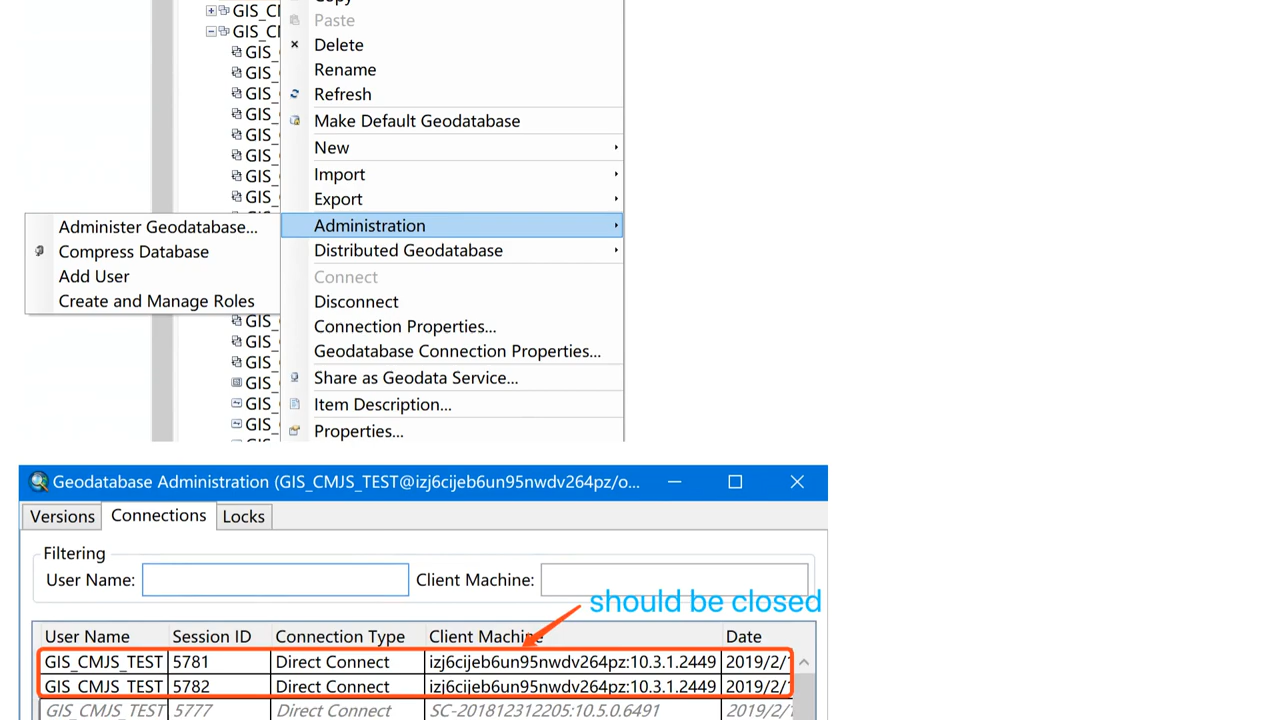 GIS_C
Copy
Paste
GIS_C
Delete
GIS_
Rename
GIS_
Refresh
GIS_
GIS_
Make Default Geodatabase
GIS_
New
GIS_
Import
GIS_
Export
GIS_
Administration
Administer Geodatabase...
Compress Database
Add User
Create and Manage Roles
Distributed Geodatabase
Connect
Disconnect
GIS_
Connection Properties...
GIS_
Geodatabase Connection Properties...
GIS_
Share as Geodata Service...
GIS_
Item Description...
GIS_
Properties...
GIS_
Geodatabase Administration (GIS_CMJS_TEST@izj6cijeb6un95nwdv264pz/o...
Versions Connections Locks
Filtering
User Name: Client Machine:
should be closed
User Name Session ID Connection Type Client Machine Date
GIS_CMJS_TEST 5781 Direct Connect izj6cijeb6un95nwdv264pz:10.3.1.2449 2019/2/1
GIS_CMJS_TEST 5782 Direct Connect izj6cijeb6un95nwdv264pz:10.3.1.2449 2019/2/1
GIS_CMJS_TEST 5777 Direct Connect SC-201812312205:10.5.0.6491 2019/2/